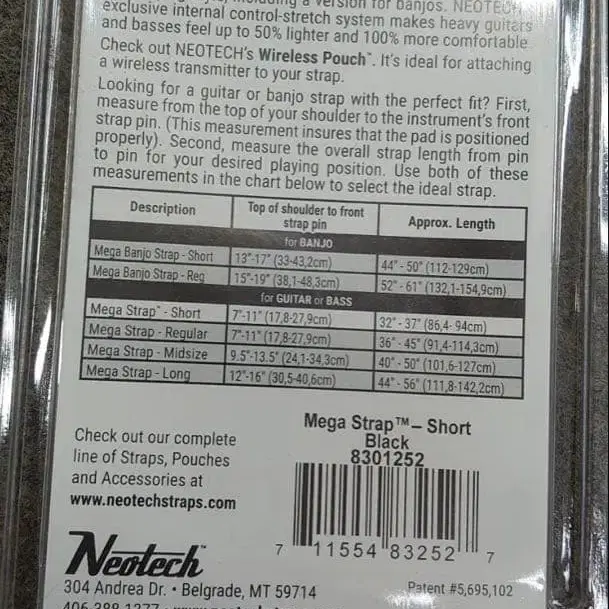 a version for banjos. NEOTECH
exclusive internal control-stretch system makes heavy guitars
and basses feel up to 50% lighter and 100% more comfortable.
Check out NEOTECH's Wireless Pouch™. It's ideal for attaching
a wireless transmitter to your strap.
Looking for a guitar or banjo strap with the perfect fit? First,
measure from the top of your shoulder to the instrument's front
strap pin. (This measurement insures that the pad is positioned
properly). Second, measure the overall strap length from pin
to pin for your desired playing position. Use both of these
measurements in the chart below to select the ideal strap.
Description Top of shoulder to front strap pin Approx. Length
for BANJO
Mega Banjo Strap - Short 13"-17" (33-43,2cm) 44" - 50" (112-129cm)
Mega Banjo Strap - Reg 15"-19" (38,1-48,3cm) 52" - 61" (132,1-154,9cm)
for GUITAR or BASS
Mega Strap™ - Short 7"-11" (17,8-27,9cm) 32" - 37" (86,4- 94cm)
Mega Strap - Regular 7"-11" (17,8-27,9cm) 36" - 45" (91,4-114,3cm)
Mega Strap - Midsize 9.5"-13.5" (24,1-34,3cm) 40" - 50" (101,6-127cm)
Mega Strap - Long 12"-16" (30,5-40,6cm) 44" - 56" (111,8-142,2cm)
Check out our complete
line of Straps, Pouches
and Accessories at
www.neotechstraps.com
Mega Strap™ – Short
Black
8301252
7 11554 83252 7
Neotech™
304 Andrea Dr. • Belgrade, MT 59714
Patent #5,695,102
406 388 1377